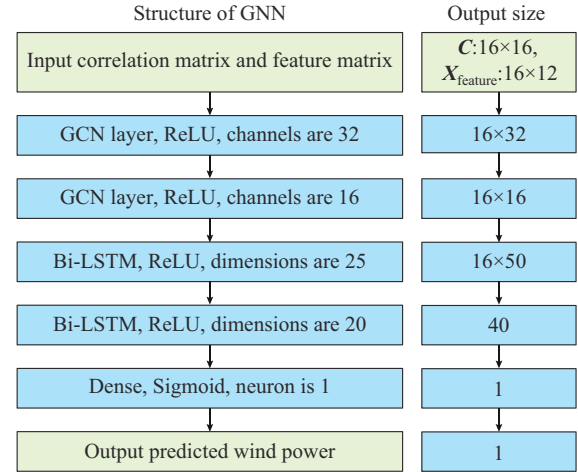 Structure of GNN
Output size
Input correlation matrix and feature matrix
C:16×16,
X_feature:16×12
GCN layer, ReLU, channels are 32
16×32
GCN layer, ReLU, channels are 16
16×16
Bi-LSTM, ReLU, dimensions are 25
16×50
Bi-LSTM, ReLU, dimensions are 20
40
Dense, Sigmoid, neuron is 1
1
Output predicted wind power
1